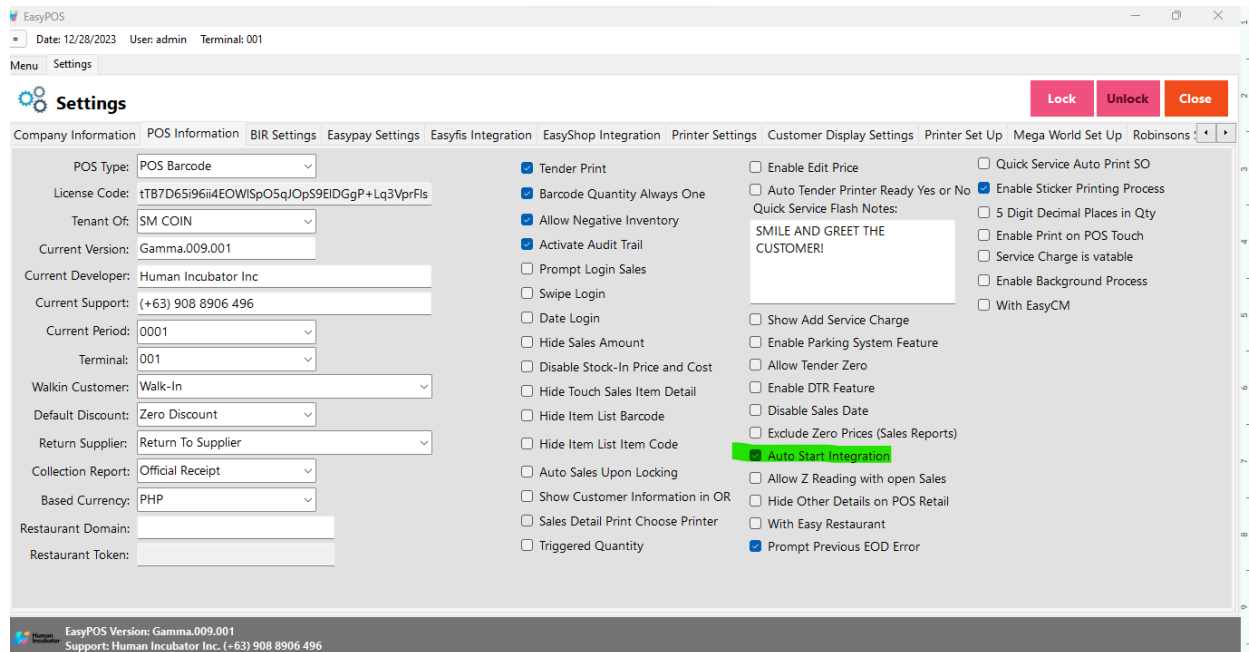 EasyPOS
Date: 12/28/2023 User: admin Terminal: 001
Menu Settings
Settings
Lock Unlock Close
Company Information POS Information BIR Settings Easypay Settings Easyfis Integration EasyShop Integration Printer Settings Customer Display Settings Printer Set Up Mega World Set Up Robinsons
POS Type: POS Barcode
License Code:
Tenant Of: SM COIN
Current Version: Gamma.009.001
Current Developer: Human Incubator Inc
Current Support: (+63) 908 8906 496
Current Period: 0001
Terminal: 001
Walkin Customer: Walk-In
Default Discount: Zero Discount
Return Supplier: Return To Supplier
Collection Report: Official Receipt
Based Currency: PHP
Restaurant Domain:
Restaurant Token:
Tender Print
Barcode Quantity Always One
Allow Negative Inventory
Activate Audit Trail
Prompt Login Sales
Swipe Login
Date Login
Hide Sales Amount
Disable Stock-In Price and Cost
Hide Touch Sales Item Detail
Hide Item List Barcode
Hide Item List Item Code
Auto Sales Upon Locking
Show Customer Information in OR
Sales Detail Print Choose Printer
Triggered Quantity
Enable Edit Price
Auto Tender Printer Ready Yes or No
Quick Service Flash Notes:
SMILE AND GREET THE
CUSTOMER!
Show Add Service Charge
Enable Parking System Feature
Allow Tender Zero
Enable DTR Feature
Disable Sales Date
Exclude Zero Prices (Sales Reports)
Auto Start Integration
Allow Z Reading with open Sales
Hide Other Details on POS Retail
With Easy Restaurant
Prompt Previous EOD Error
Quick Service Auto Print SO
Enable Sticker Printing Process
5 Digit Decimal Places in Qty
Enable Print on POS Touch
Service Charge is vatable
Enable Background Process
With EasyCM
Human
Incubator
EasyPOS Version: Gamma.009.001
Support: Human Incubator Inc. (+63) 908 8906 496